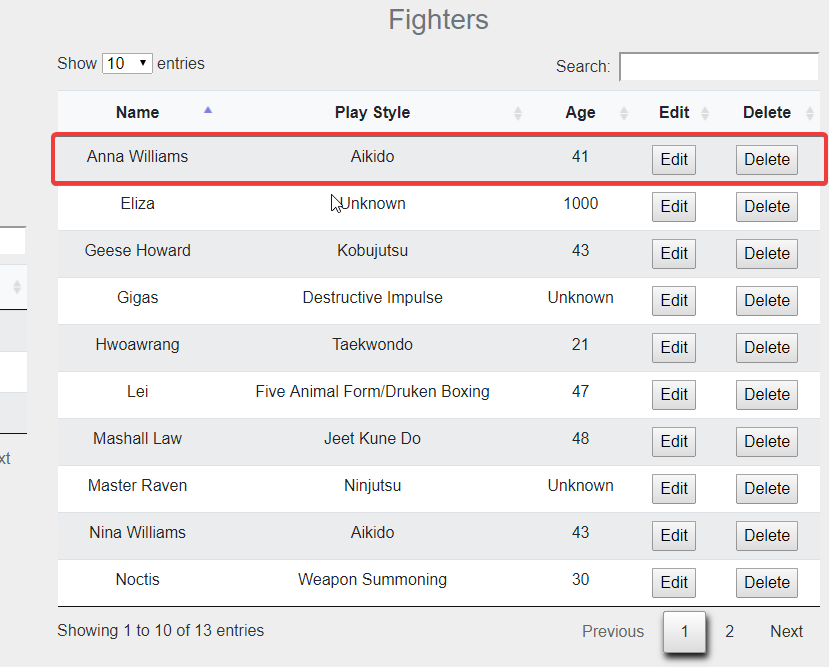 Fighters
Show 10 entries
Search:
Name Play Style Age Edit Delete
Anna Williams Aikido 41 Edit Delete
Eliza Unknown 1000 Edit Delete
Geese Howard Kobujutsu 43 Edit Delete
Gigas Destructive Impulse Unknown Edit Delete
Hwoawrang Taekwondo 21 Edit Delete
Lei Five Animal Form/Druken Boxing 47 Edit Delete
Mashall Law Jeet Kune Do 48 Edit Delete
xt
Master Raven Ninjutsu Unknown Edit Delete
Nina Williams Aikido 43 Edit Delete
Noctis Weapon Summoning 30 Edit Delete
Showing 1 to 10 of 13 entries
Previous 1 2 Next